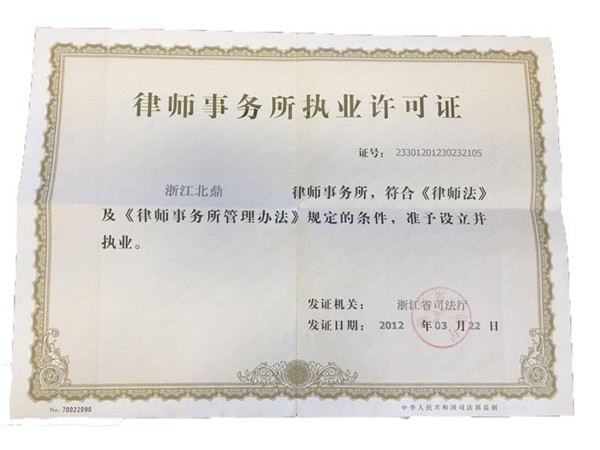 律师事务所执业许可证
证号：23301201230232105
浙江北鼎 律师事务所，符合《律师法》
及《律师事务所管理办法》规定的条件，准予设立并
执业。
发证机关： 浙江省司法厅
发证日期： 2012 年 03 月 22 日
No. 70022090
中华人民共和国司法部监制